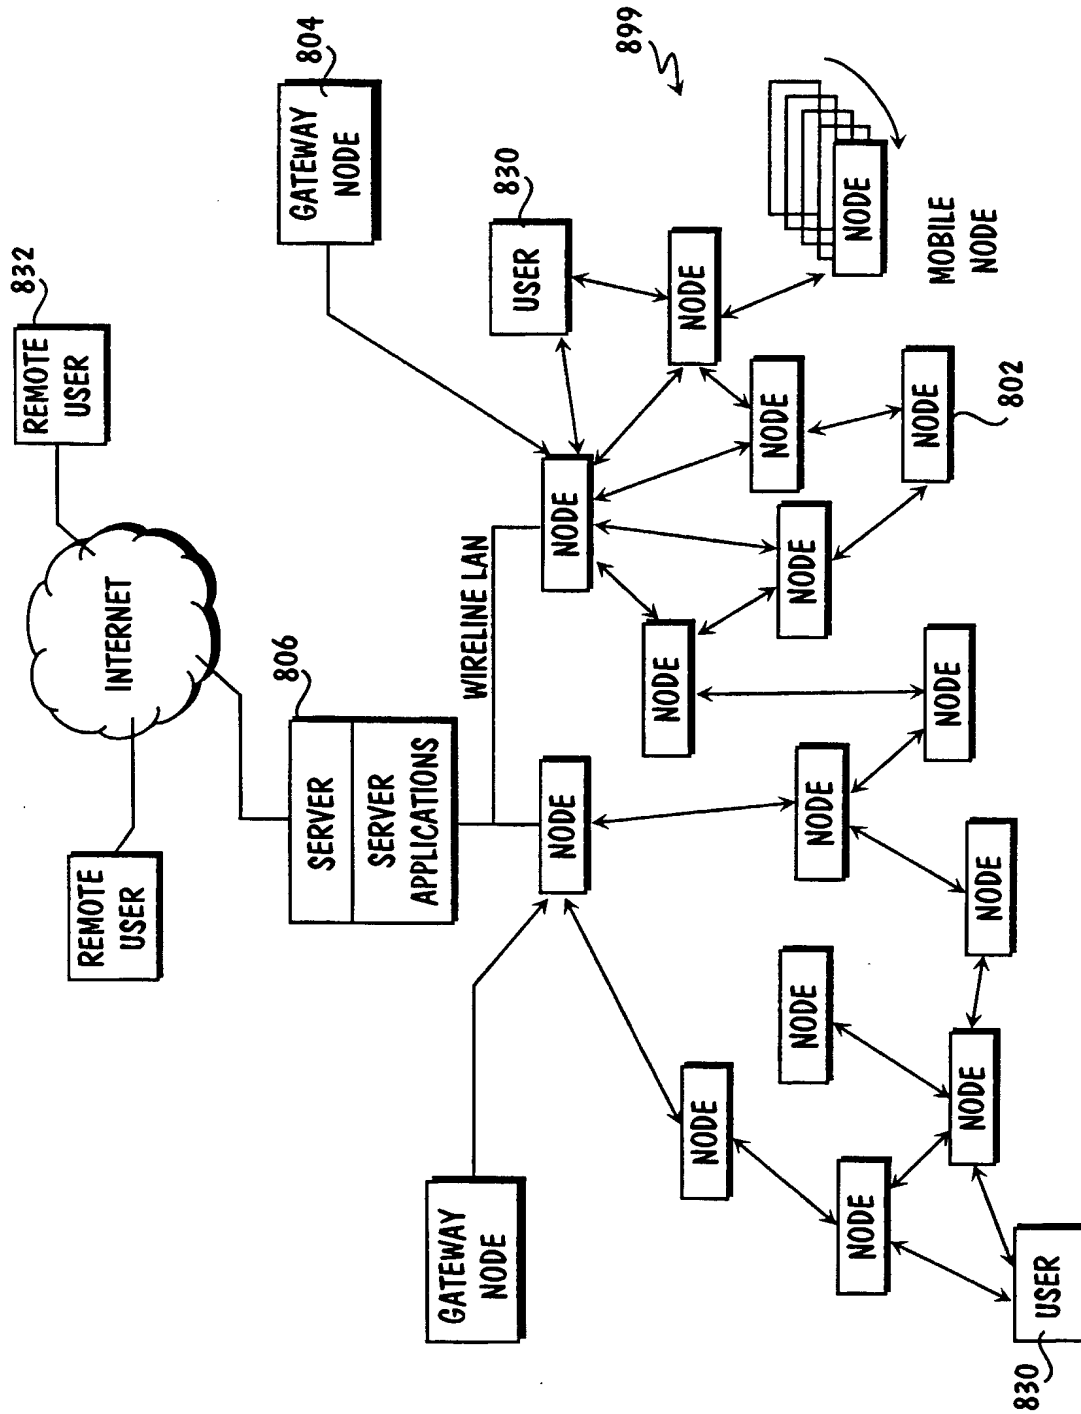 832
REMOTE
USER
REMOTE
USER
INTERNET
806
804
SERVER
GATEWAY
NODE
SERVER
APPLICATIONS
GATEWAY
NODE
WIRELINE LAN
830
USER
NODE
NODE
899
NODE
NODE
NODE
NODE
NODE
NODE
NODE
NODE
NODE
NODE
MOBILE
NODE
NODE
NODE
NODE
802
USER
830